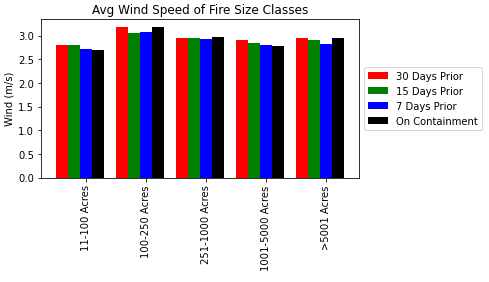 Avg Wind Speed of Fire Size Classes
Wind (m/s)
3.0
2.5
2.0
1.5
1.0
0.5
0.0
11-100 Acres
100-250 Acres
251-1000 Acres
1001-5000 Acres
>5001 Acres
30 Days Prior
15 Days Prior
7 Days Prior
On Containment